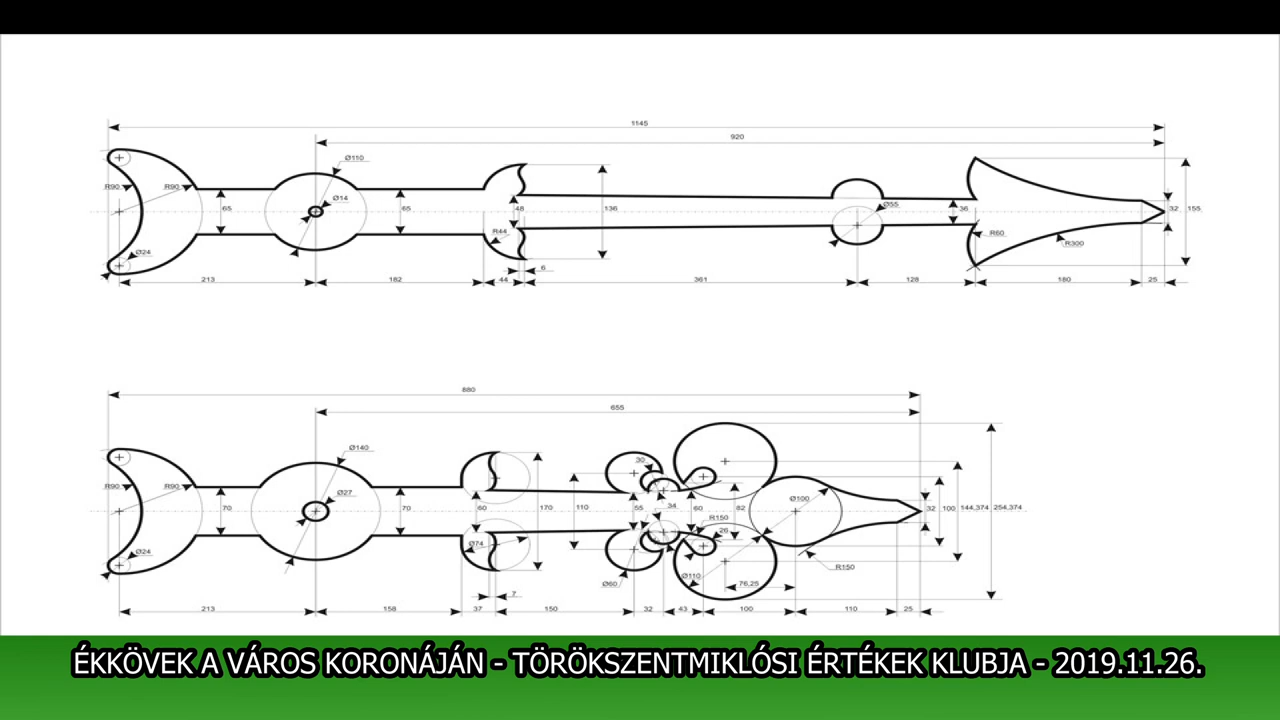 1145
920
Ø110
R90
R90
Ø14
65
65
48
136
R44
Ø55
36
32
155
R60
R300
Ø24
6
213
182
44
361
128
180
25
880
655
Ø140
R90
R90
Ø27
30
70
70
60
170
110
55
34
60
82
Ø100
32
100
144,374
254,374
R150
26
Ø74
Ø24
Ø60
Ø110
76,25
R150
7
213
158
37
150
32
43
100
110
25
ÉKKÖVEK A VÁROS KORONÁJÁN - TÖRÖKSZENTMIKLÓSI ÉRTÉKEK KLUBJA - 2019.11.26.